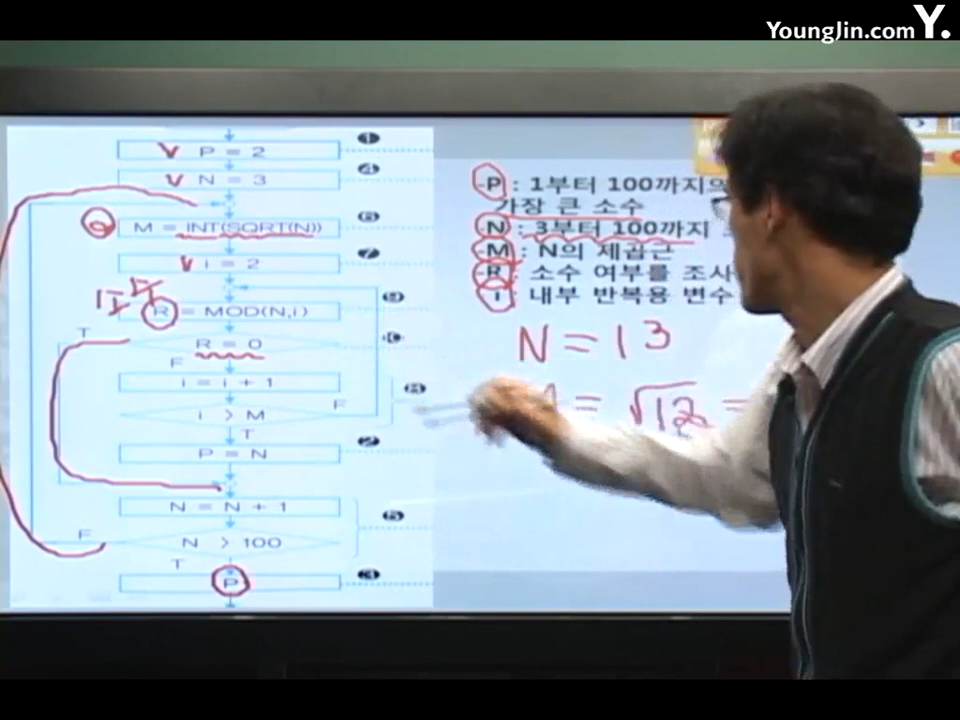 YoungJin.com Y.
P = 2
N = 3
M = INT(SQRT(N))
i = 2
R = MOD(N,i)
T
R = 0
F
i = i + 1
i > M
F
T
P = N
N = N + 1
F
N > 100
T
P
P : 1부터 100까지의
가장 큰 소수
N : 3부터 100까지
M : N의 제곱근
R : 소수 여부를 조사
i : 내부 반복용 변수
N = 13
= √12 =